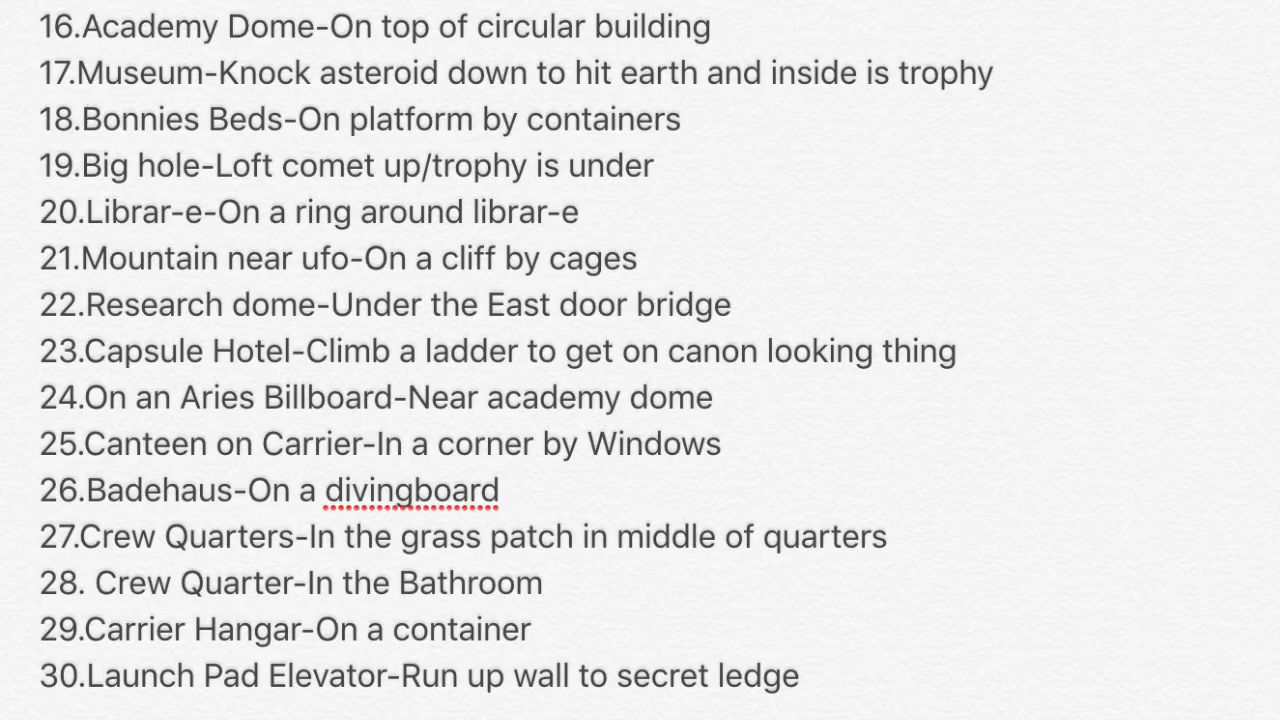 16.Academy Dome-On top of circular building
17.Museum-Knock asteroid down to hit earth and inside is trophy
18.Bonnies Beds-On platform by containers
19.Big hole-Loft comet up/trophy is under
20.Librar-e-On a ring around librar-e
21.Mountain near ufo-On a cliff by cages
22.Research dome-Under the East door bridge
23.Capsule Hotel-Climb a ladder to get on canon looking thing
24.On an Aries Billboard-Near academy dome
25.Canteen on Carrier-In a corner by Windows
26.Badehaus-On a divingboard
27.Crew Quarters-In the grass patch in middle of quarters
28. Crew Quarter-In the Bathroom
29.Carrier Hangar-On a container
30.Launch Pad Elevator-Run up wall to secret ledge